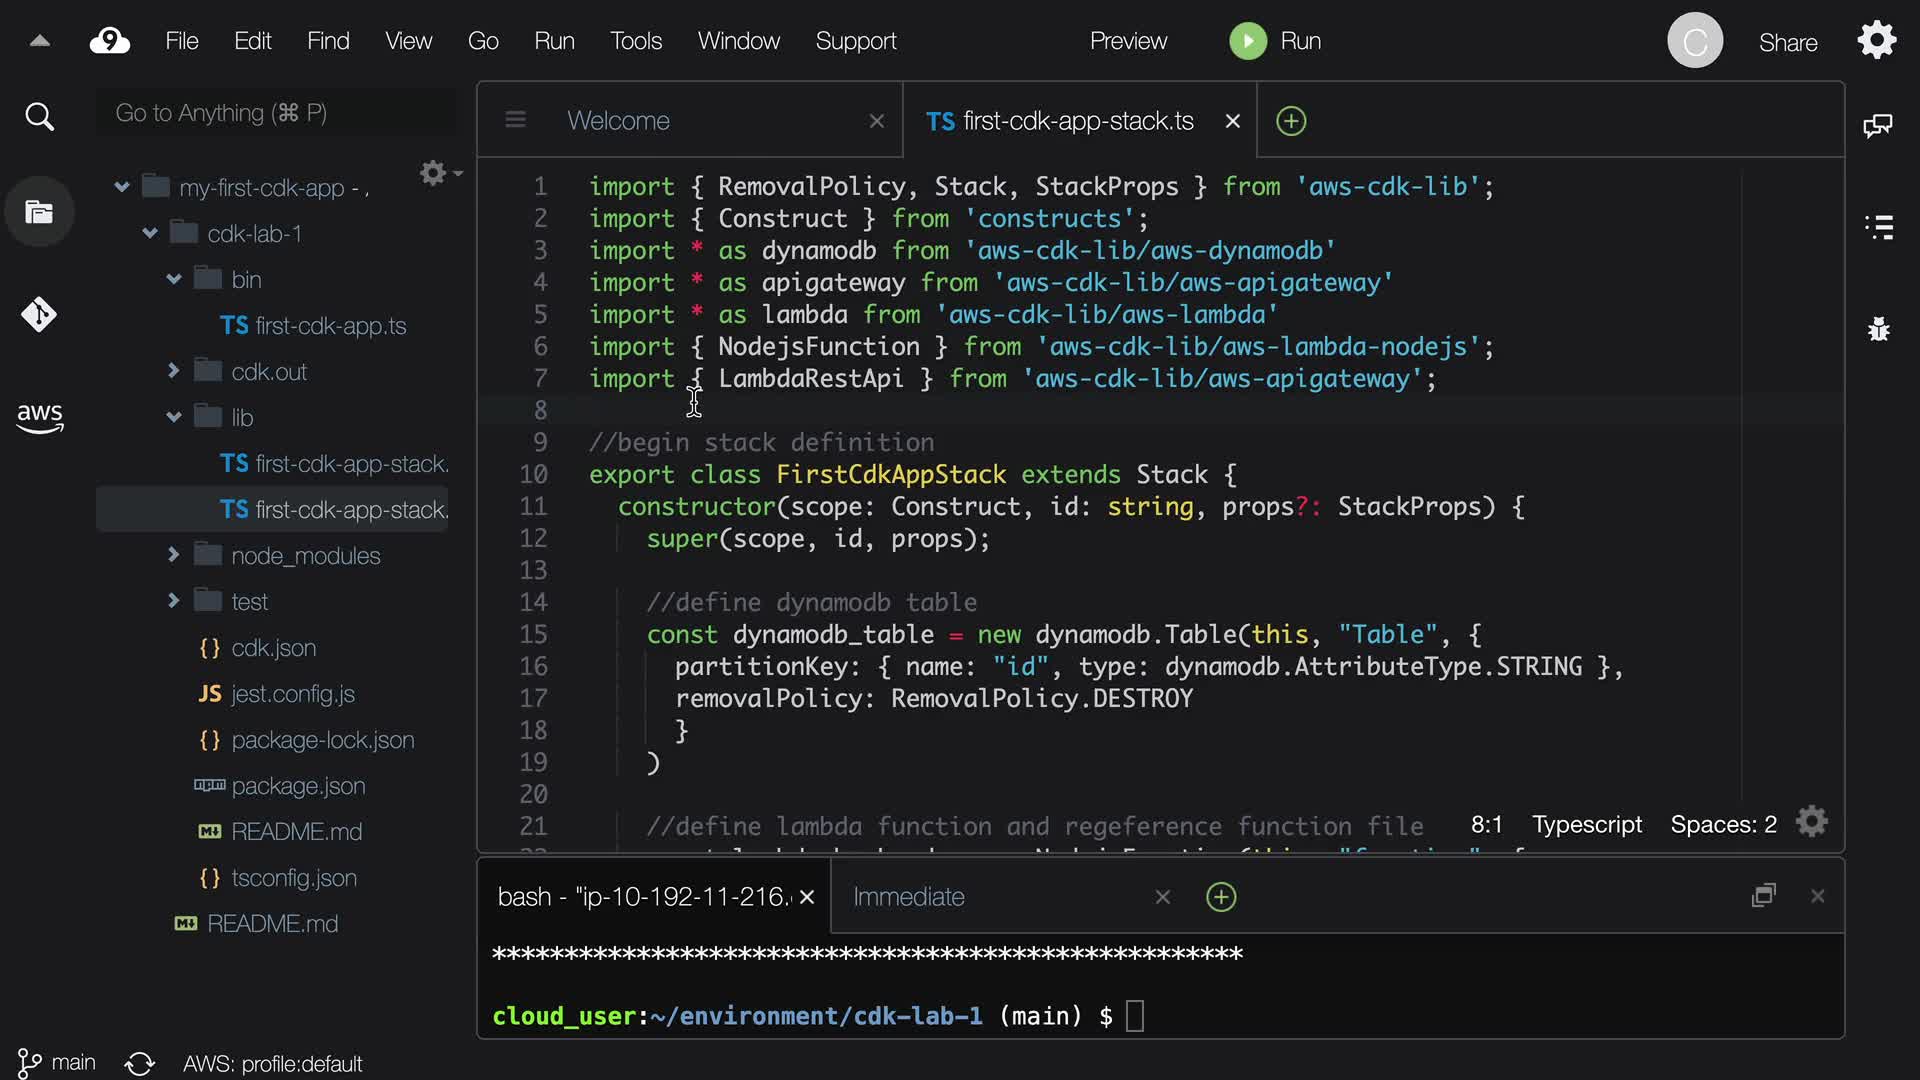 9 File Edit Find View Go Run Tools Window Support Preview Run C Share
Go to Anything (⌘ P)
my-first-cdk-app - ,
cdk-lab-1
bin
TS first-cdk-app.ts
cdk.out
lib
TS first-cdk-app-stack.
TS first-cdk-app-stack.
node_modules
test
{} cdk.json
JS jest.config.js
{} package-lock.json
npm package.json
M README.md
{} tsconfig.json
M README.md
aws
Welcome
TS first-cdk-app-stack.ts
1 import { RemovalPolicy, Stack, StackProps } from 'aws-cdk-lib';
2 import { Construct } from 'constructs';
3 import * as dynamodb from 'aws-cdk-lib/aws-dynamodb'
4 import * as apigateway from 'aws-cdk-lib/aws-apigateway'
5 import * as lambda from 'aws-cdk-lib/aws-lambda'
6 import { NodejsFunction } from 'aws-cdk-lib/aws-lambda-nodejs';
7 import { LambdaRestApi } from 'aws-cdk-lib/aws-apigateway';
8
9 //begin stack definition
10 export class FirstCdkAppStack extends Stack {
11 constructor(scope: Construct, id: string, props?: StackProps) {
12 super(scope, id, props);
13
14 //define dynamodb table
15 const dynamodb_table = new dynamodb.Table(this, "Table", {
16 partitionKey: { name: "id", type: dynamodb.AttributeType.STRING },
17 removalPolicy: RemovalPolicy.DESTROY
18 }
19 )
20
21 //define lambda function and regeference function file
8:1 Typescript Spaces: 2
bash - "ip-10-192-11-216.
Immediate
****************************************************
cloud_user:~/environment/cdk-lab-1 (main) $
main AWS: profile:default